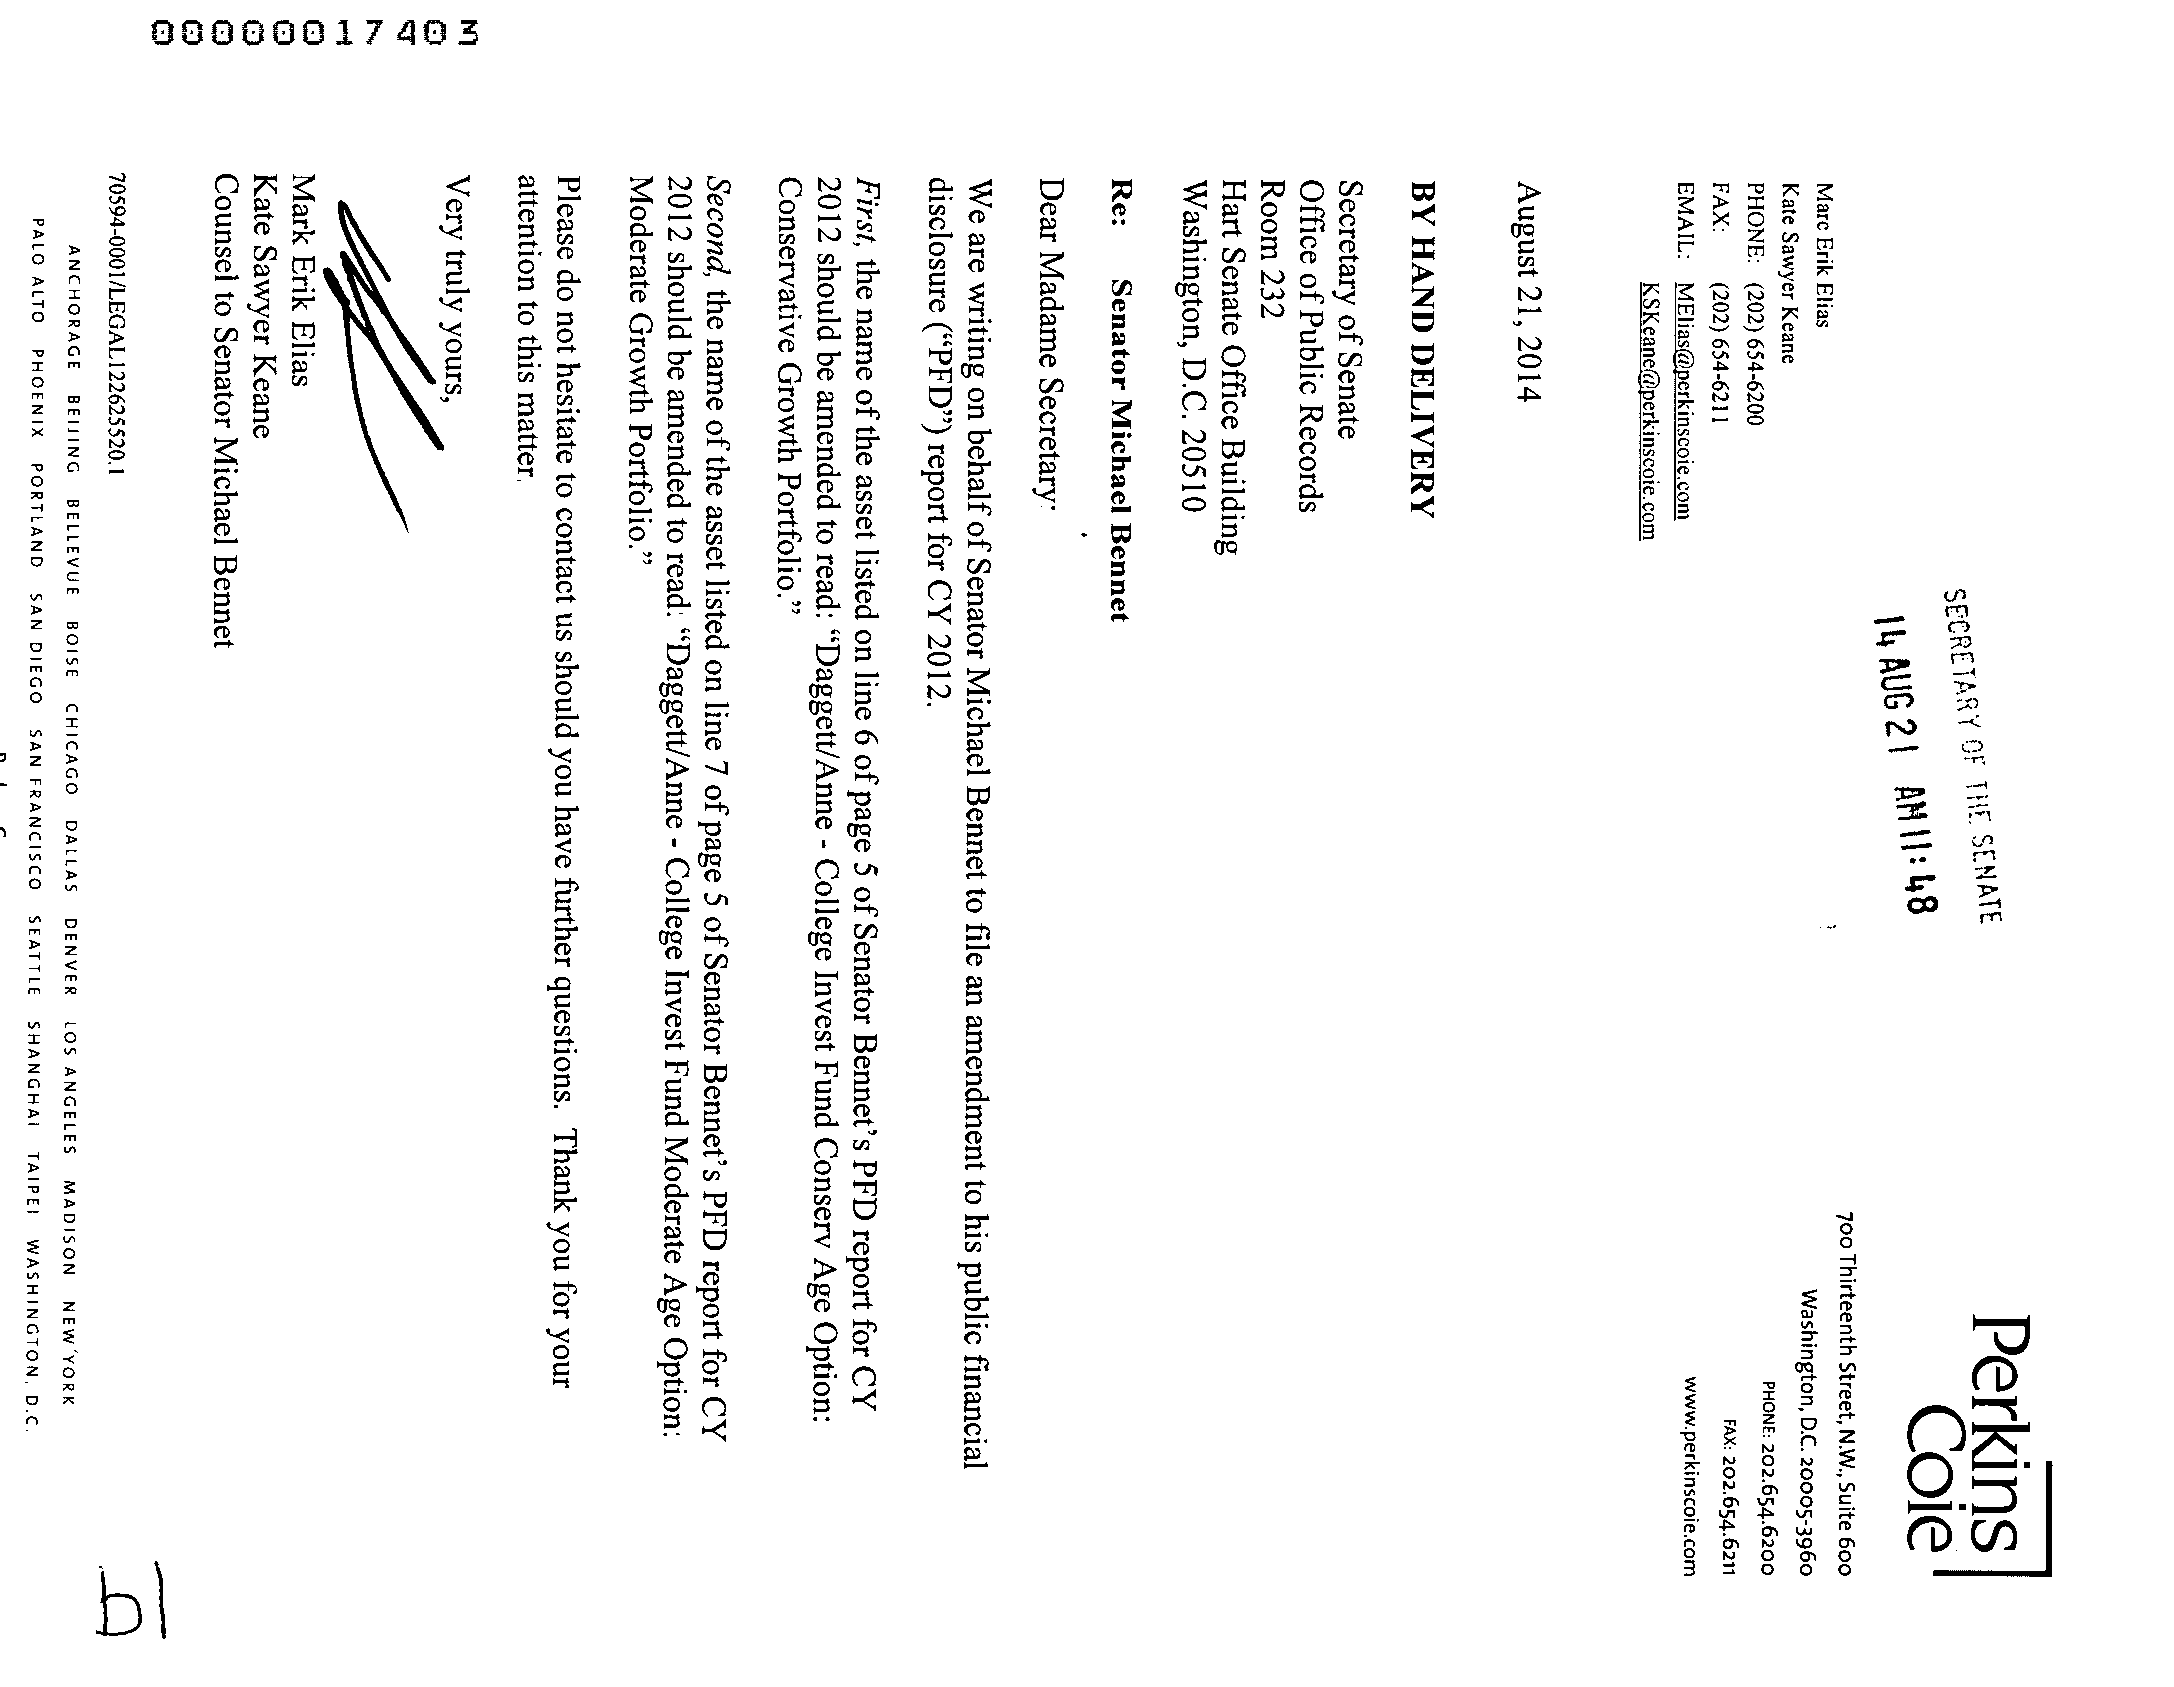 Perkins
Coie
SECRETARY OF THE SENATE
14 AUG 21 AM 11:48
700 Thirteenth Street, N.W., Suite 600
Washington, D.C. 20005-3960
PHONE: 202.654.6200
FAX: 202.654.6211
www.perkinscoie.com
Marc Erik Elias
Kate Sawyer Keane
PHONE: (202) 654-6200
FAX: (202) 654-6211
EMAIL: MElias@perkinscoie.com
KSKeane@perkinscoie.com
August 21, 2014
BY HAND DELIVERY
Secretary of Senate
Office of Public Records
Room 232
Hart Senate Office Building
Washington, D.C. 20510
Re: Senator Michael Bennet
Dear Madame Secretary:
We are writing on behalf of Senator Michael Bennet to file an amendment to his public financial
disclosure (“PFD”) report for CY 2012.
First, the name of the asset listed on line 6 of page 5 of Senator Bennet’s PFD report for CY
2012 should be amended to read: “Daggett/Anne - College Invest Fund Conserv Age Option:
Conservative Growth Portfolio.”
Second, the name of the asset listed on line 7 of page 5 of Senator Bennet’s PFD report for CY
2012 should be amended to read: “Daggett/Anne - College Invest Fund Moderate Age Option:
Moderate Growth Portfolio.”
Please do not hesitate to contact us should you have further questions. Thank you for your
attention to this matter.
Very truly yours,
Mark Erik Elias
Kate Sawyer Keane
Counsel to Senator Michael Bennet
70594-0001/LEGAL122625520.1
ANCHORAGE BEIJING BELLEVUE BOISE CHICAGO DALLAS DENVER LOS ANGELES MADISON NEW YORK
PALO ALTO PHOENIX PORTLAND SAN DIEGO SAN FRANCISCO SEATTLE SHANGHAI TAIPEI WASHINGTON, D.C.
00000017403